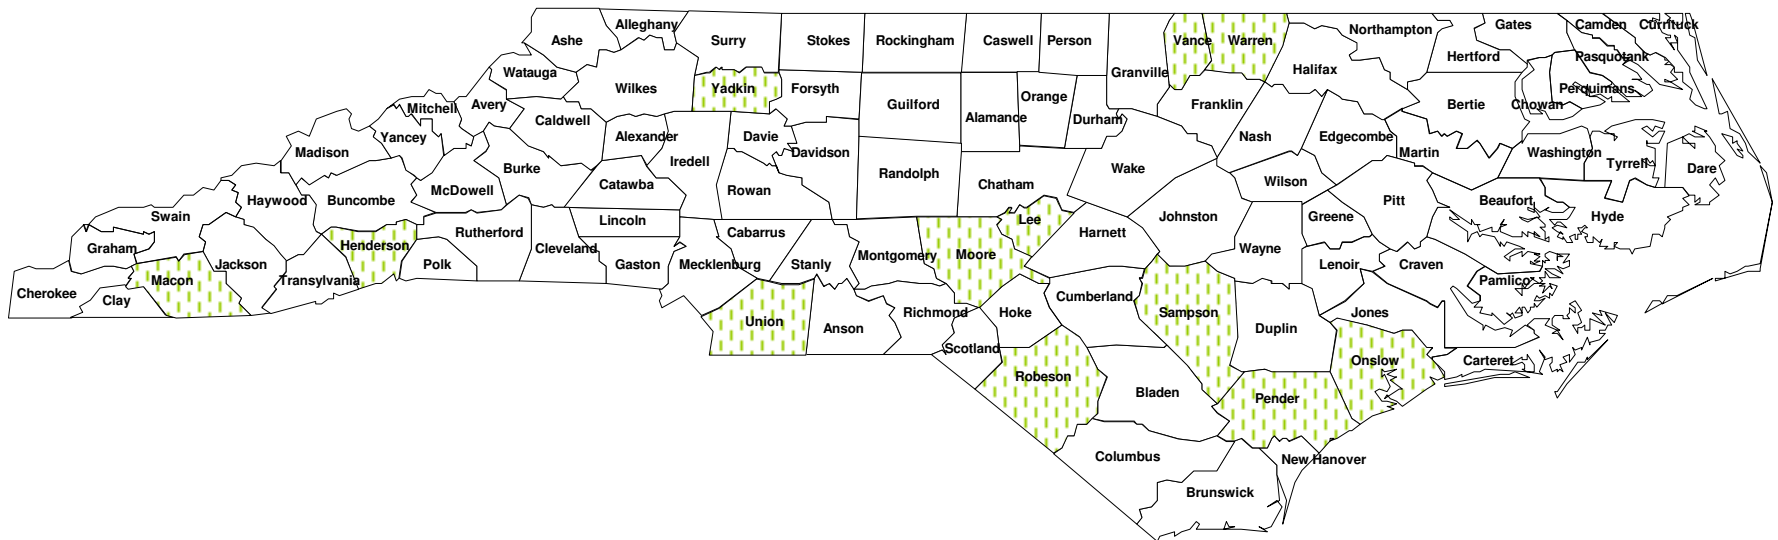 Alleghany
Ashe
Surry
Stokes
Rockingham
Caswell
Person
Vance
Warren
Northampton
Gates
Camden
Currituck
Watauga
Wilkes
Yadkin
Forsyth
Granville
Halifax
Hertford
Pasquotank
Mitchell
Avery
Caldwell
Guilford
Alamance
Orange
Durham
Franklin
Bertie
Chowan
Perquimans
Yancey
Alexander
Davie
Nash
Edgecombe
Madison
Burke
Iredell
Davidson
Martin
Washington
Tyrrell
Dare
McDowell
Catawba
Rowan
Randolph
Chatham
Wake
Wilson
Haywood
Buncombe
Pitt
Beaufort
Hyde
Swain
Lincoln
Lee
Johnston
Greene
Graham
Henderson
Rutherford
Cleveland
Cabarrus
Harnett
Wayne
Jackson
Polk
Gaston
Mecklenburg
Stanly
Montgomery
Moore
Lenoir
Craven
Cherokee
Clay
Macon
Transylvania
Pamlico
Union
Anson
Richmond
Hoke
Cumberland
Sampson
Duplin
Jones
Scotland
Onslow
Carteret
Robeson
Bladen
Pender
Columbus
New Hanover
Brunswick